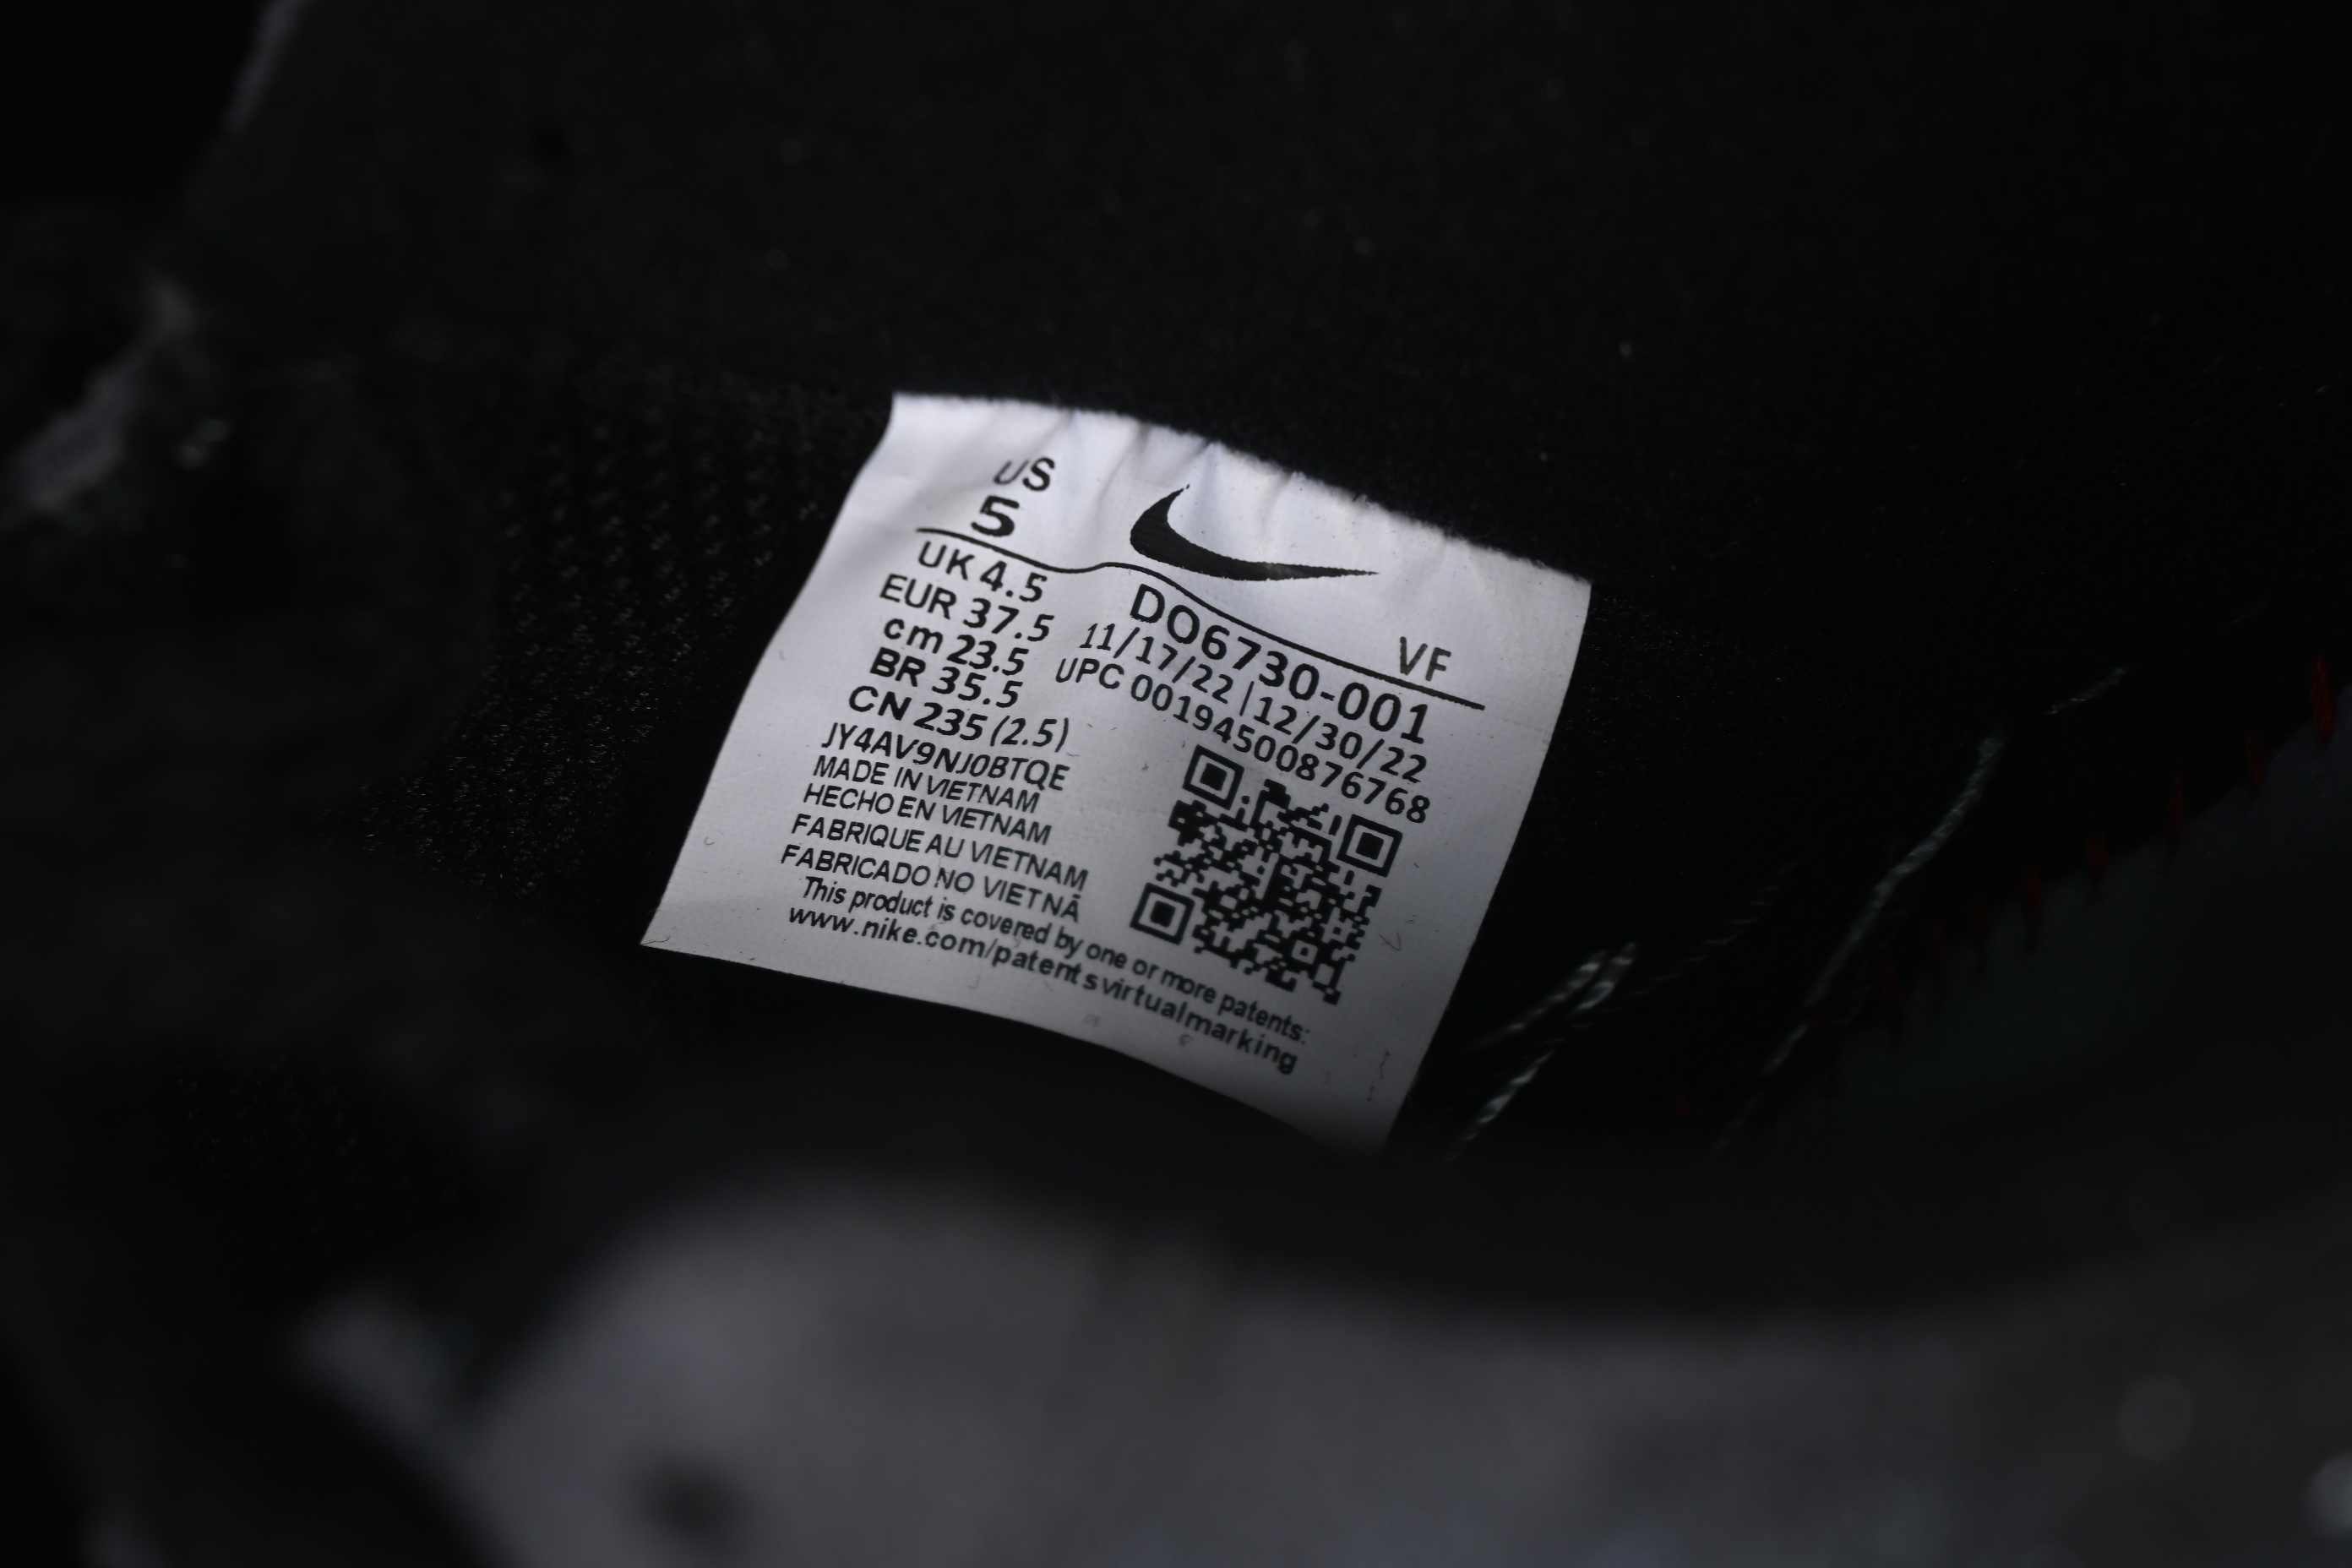 US
5
UK 4.5
EUR 37.5
cm 23.5
BR 35.5
CN 235 (2.5)
JY4AV9NJ0BTQE
MADE IN VIETNAM
HECHO EN VIETNAM
FABRIQUE AU VIETNAM
FABRICADO NO VIETNÃ
This product is covered by one or more patents:
www.nike.com/patentsvirtualmarking
VF
DO6730-001
11/17/22 | 12/30/22
UPC 00194500876768